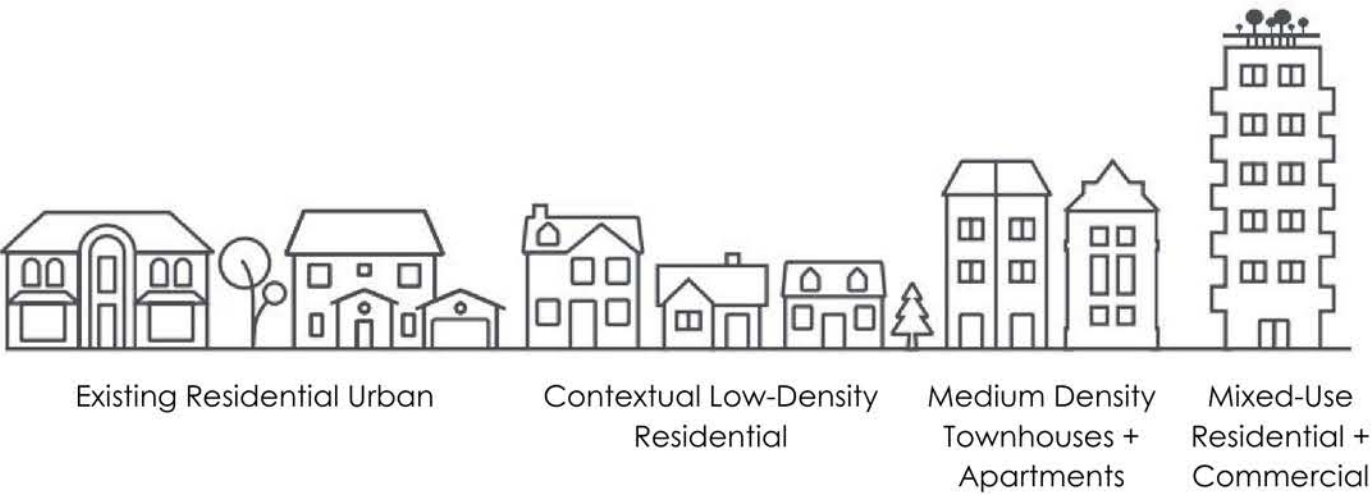 Existing Residential Urban
Contextual Low-Density
Residential
Medium Density
Townhouses +
Apartments
Mixed-Use
Residential +
Commercial